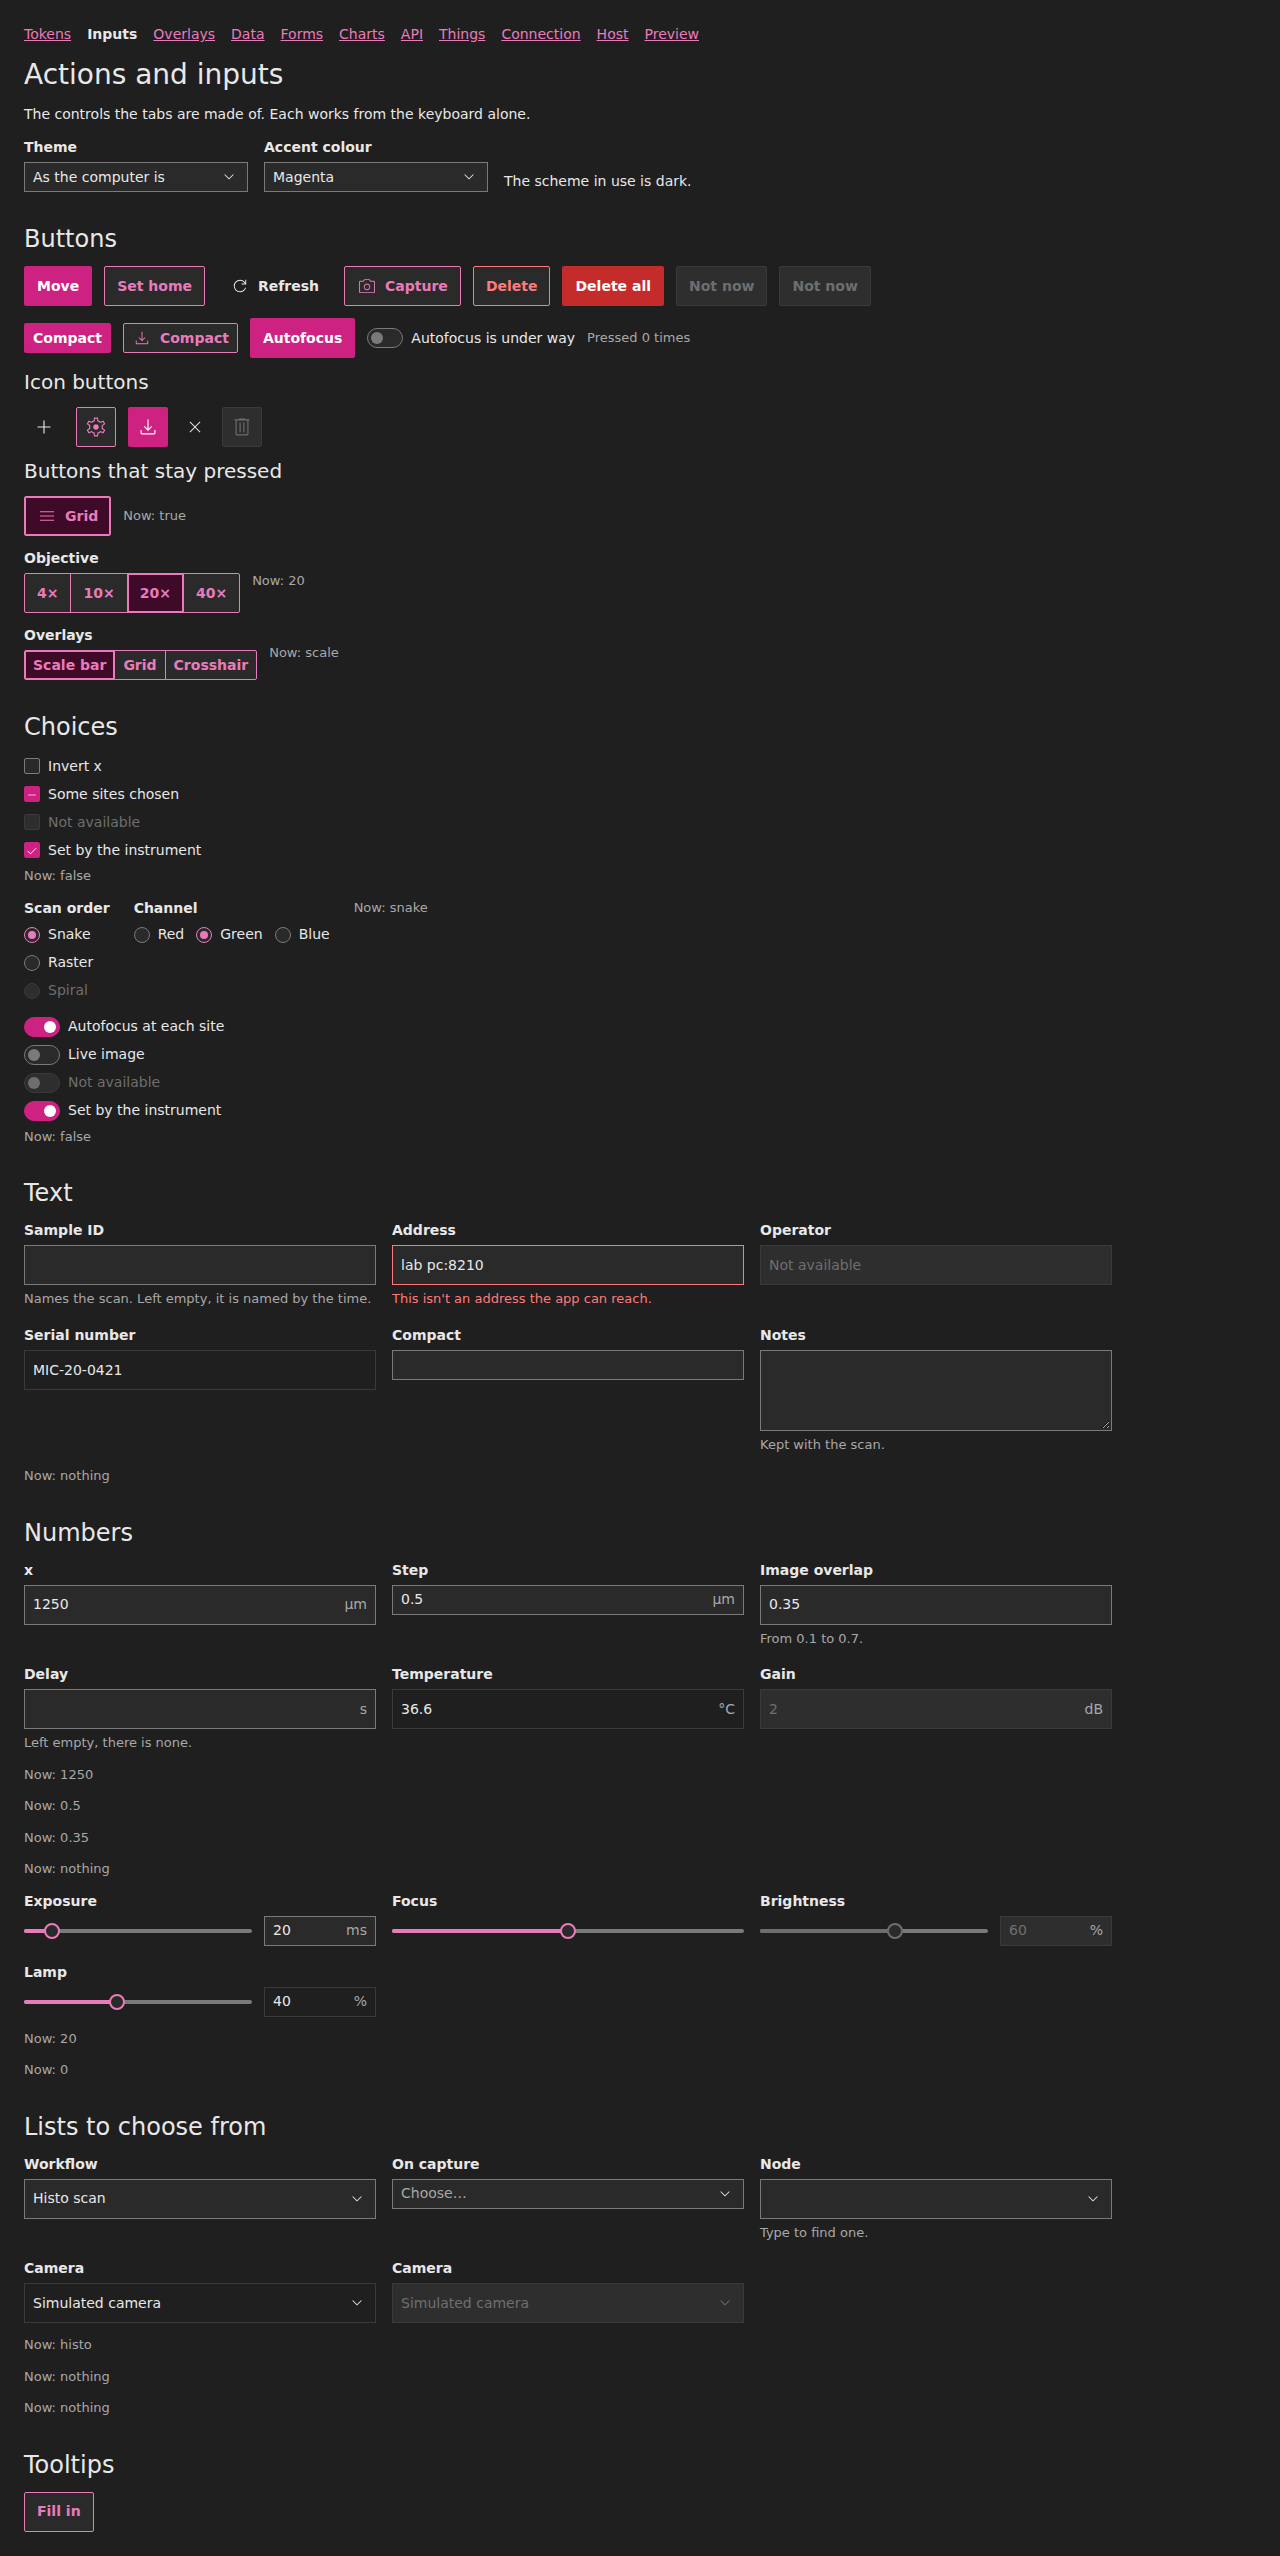 Tokens Inputs Overlays Data Forms Charts API Things Connection Host Preview
Actions and inputs
The controls the tabs are made of. Each works from the keyboard alone.
Theme Accent colour
As the computer is Magenta The scheme in use is dark.
Buttons
Move Set home Refresh Capture Delete Delete all Not now Not now
Compact Compact Autofocus Autofocus is under way Pressed 0 times
Icon buttons
Buttons that stay pressed
Grid Now: true
Objective
4× 10× 20× 40× Now: 20
Overlays
Scale bar Grid Crosshair Now: scale
Choices
Invert x
Some sites chosen
Not available
Set by the instrument
Now: false
Scan order Channel Now: snake
Snake Red Green Blue
Raster
Spiral
Autofocus at each site
Live image
Not available
Set by the instrument
Now: false
Text
Sample ID Address Operator
lab pc:8210 Not available
Names the scan. Left empty, it is named by the time. This isn't an address the app can reach.
Serial number Compact Notes
MIC-20-0421
Kept with the scan.
Now: nothing
Numbers
x Step Image overlap
1250 µm 0.5 µm 0.35
From 0.1 to 0.7.
Delay Temperature Gain
s 36.6 °C 2 dB
Left empty, there is none.
Now: 1250
Now: 0.5
Now: 0.35
Now: nothing
Exposure Focus Brightness
20 ms 60 %
Lamp
40 %
Now: 20
Now: 0
Lists to choose from
Workflow On capture Node
Histo scan Choose…
Type to find one.
Camera Camera
Simulated camera Simulated camera
Now: histo
Now: nothing
Now: nothing
Tooltips
Fill in